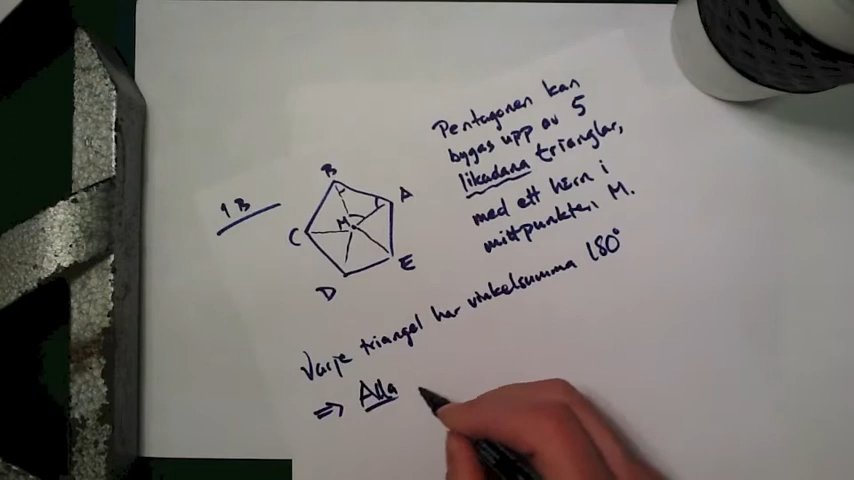 1B
B
A
M
C
E
D
Pentagonen kan
byggas upp av 5
likadana trianglar,
med ett hörn i
mittpunkten M.
Varje triangel har vinkelsumma 180°
⇒ Alla